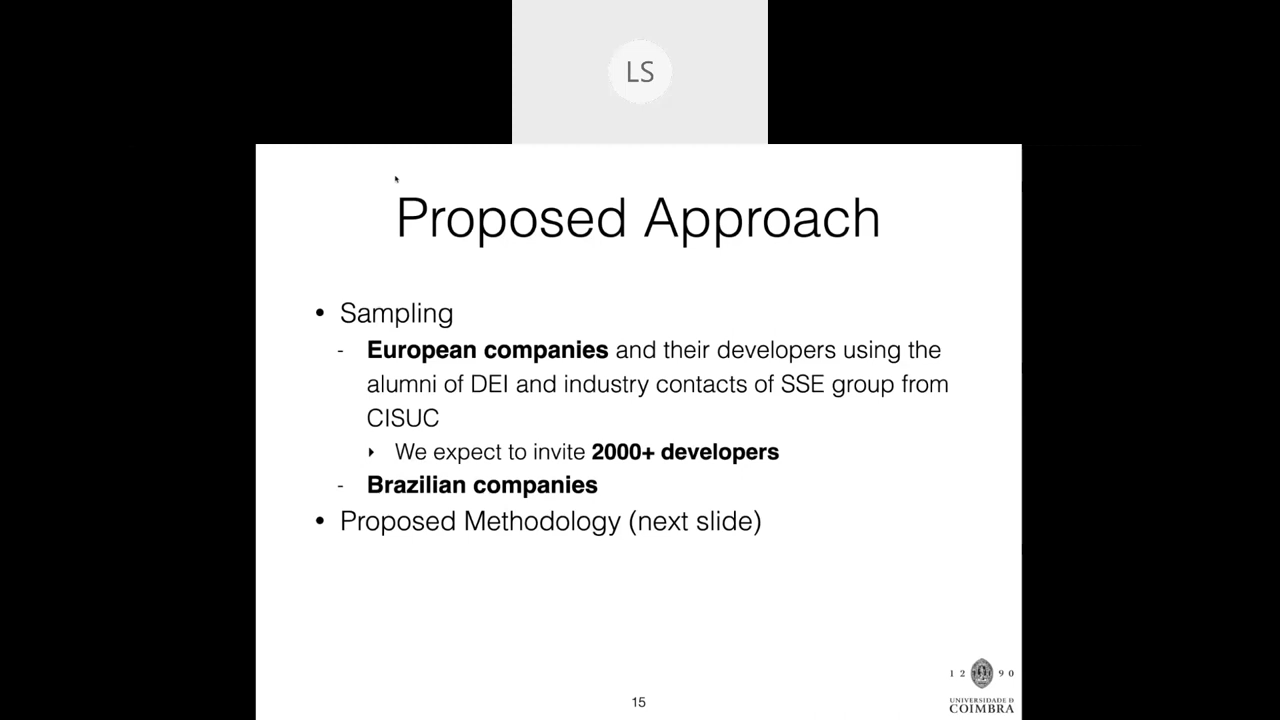 LS
Proposed Approach
• Sampling
- European companies and their developers using the
alumni of DEI and industry contacts of SSE group from
CISUC
‣ We expect to invite 2000+ developers
- Brazilian companies
• Proposed Methodology (next slide)
15
1 2 9 0
UNIVERSIDADE D
COIMBRA